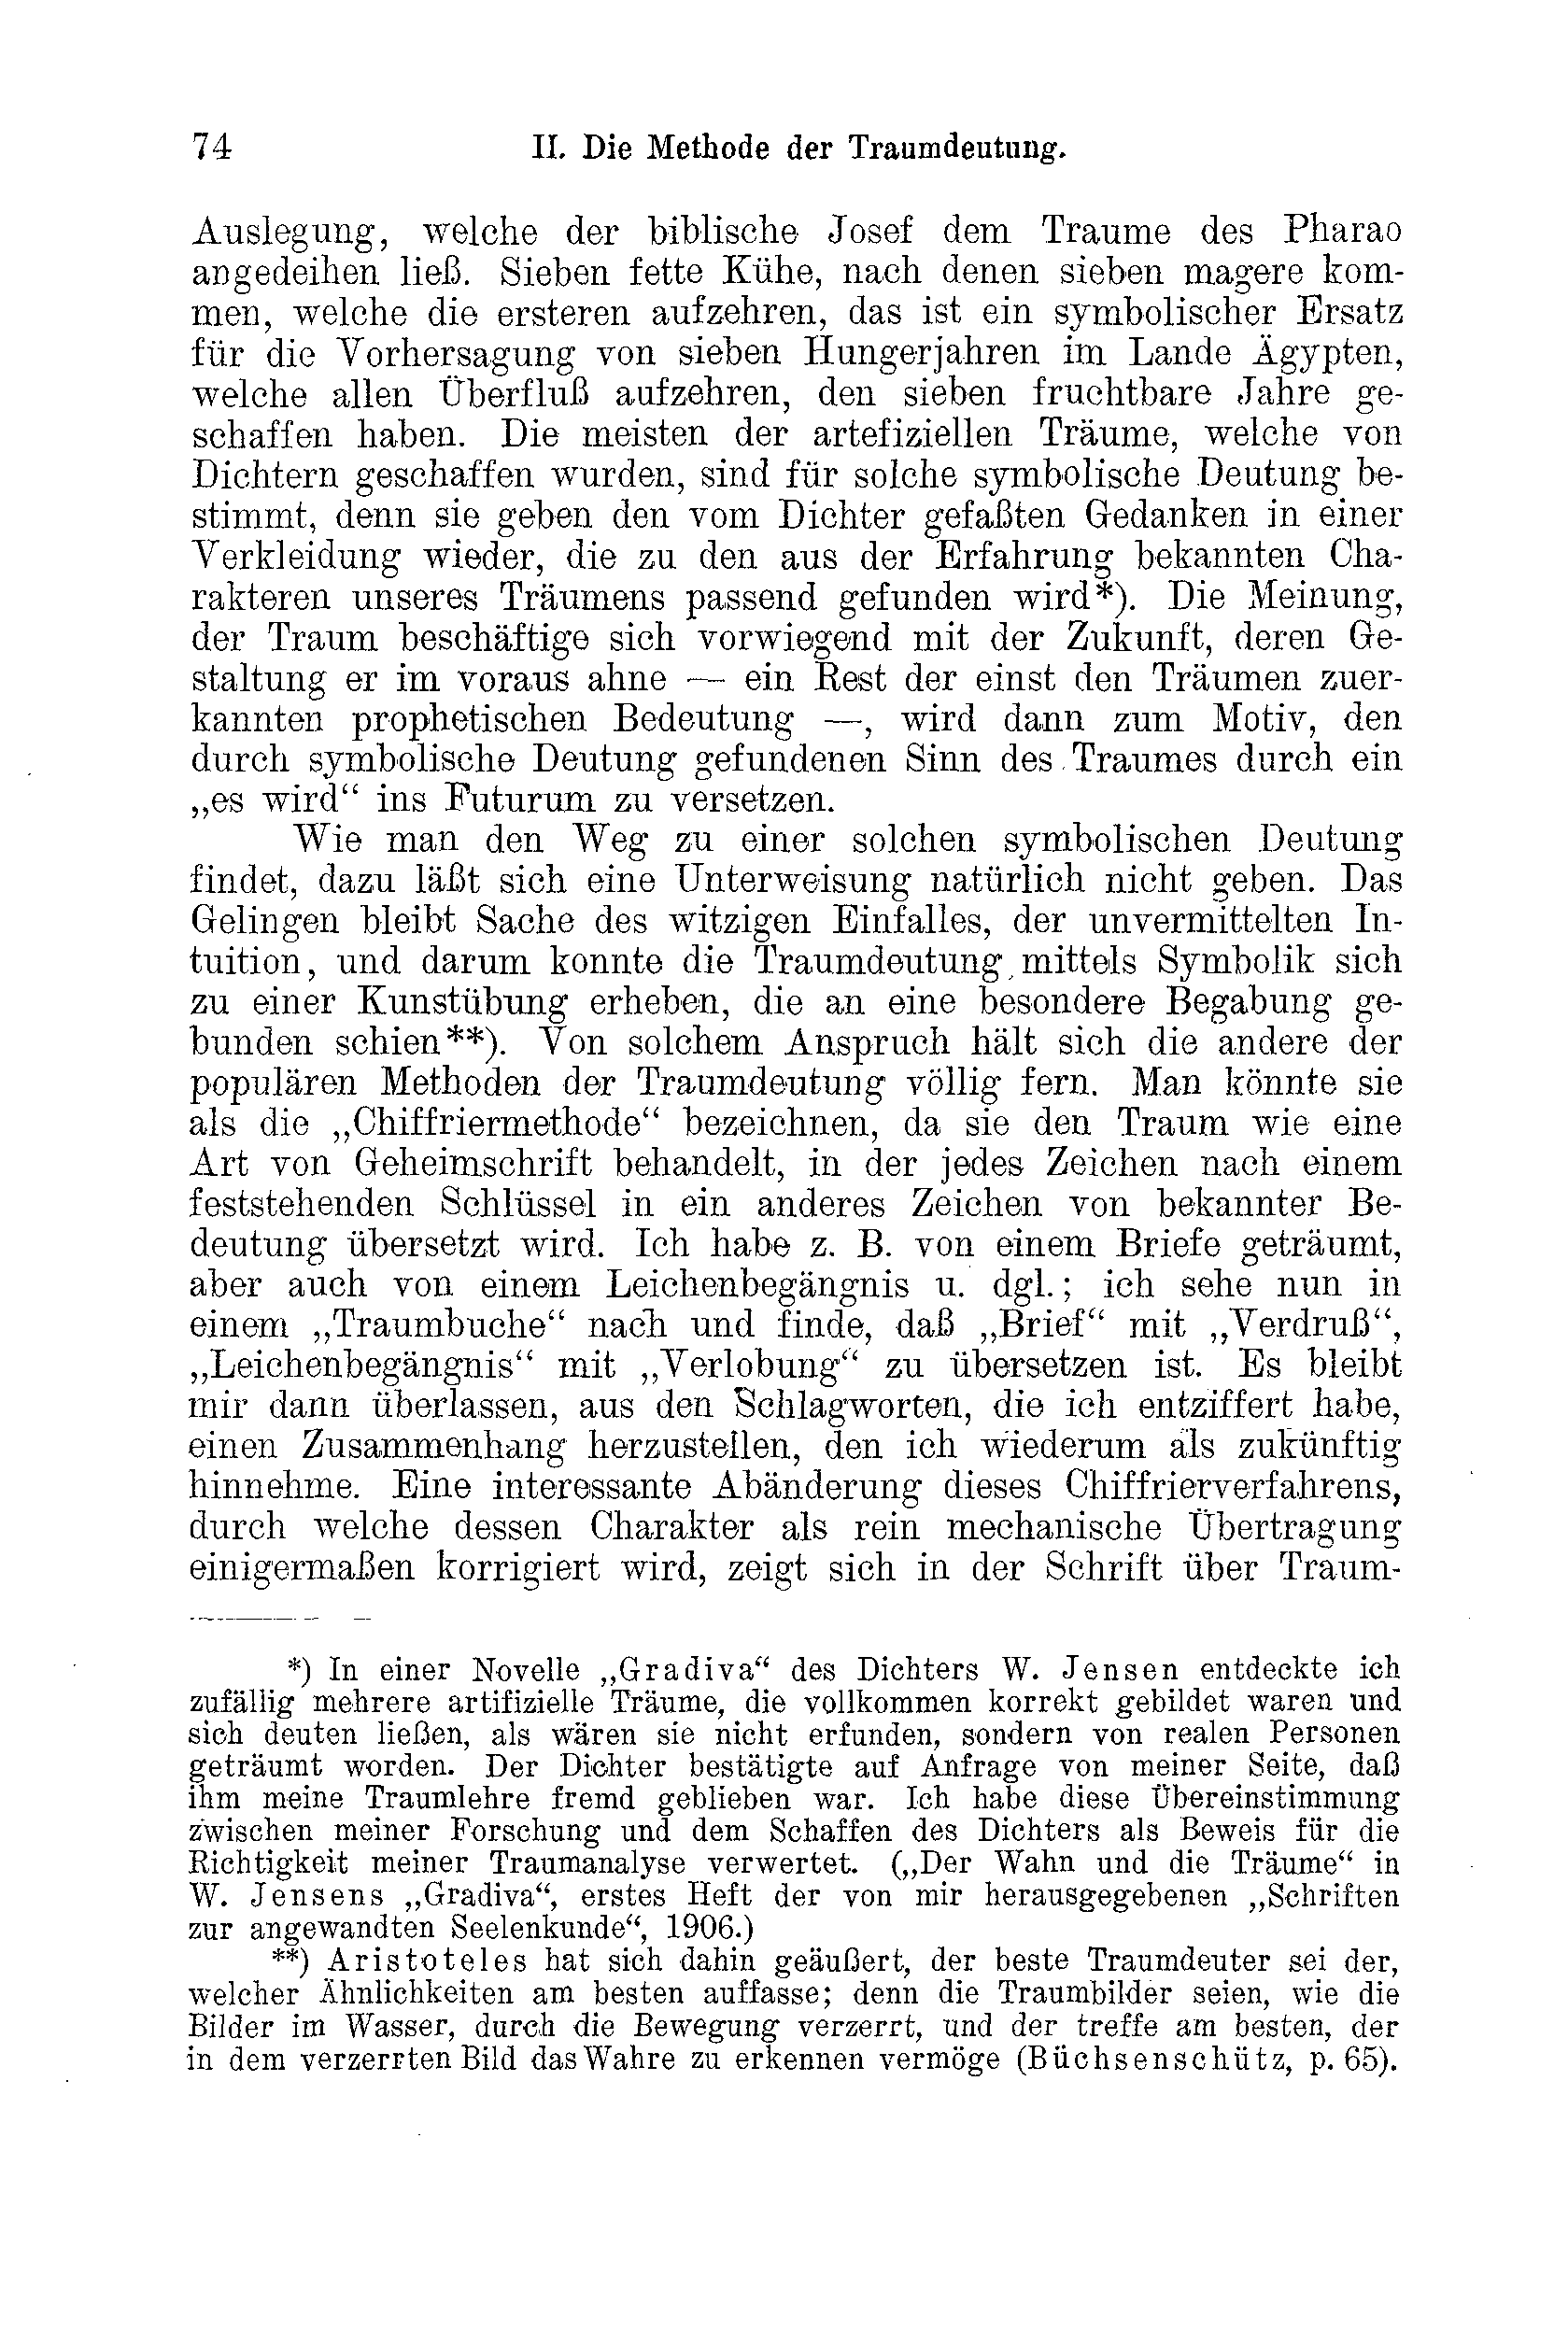 74 II. Die Methode der Traumdeutung.
Auslegung, welche der biblische Josef dem Traume des Pharao
angedeihen ließ. Sieben fette Kühe, nach denen sieben magere kom-
men, welche die ersteren aufzehren, das ist ein symbolischer Ersatz
für die Vorhersagung von sieben Hungerjahren im Lande Ägypten,
welche allen Überfluß aufzehren, den sieben fruchtbare Jahre ge-
schaffen haben. Die meisten der artefiziellen Träume, welche von
Dichtern geschaffen wurden, sind für solche symbolische Deutung be-
stimmt, denn sie geben den vom Dichter gefaßten Gedanken in einer
Verkleidung wieder, die zu den aus der Erfahrung bekannten Cha-
rakteren unseres Träumens passend gefunden wird*). Die Meinung,
der Traum beschäftige sich vorwiegend mit der Zukunft, deren Ge-
staltung er im voraus ahne — ein Rest der einst den Träumen zuer-
kannten prophetischen Bedeutung —, wird dann zum Motiv, den
durch symbolische Deutung gefundenen Sinn des Traumes durch ein
„es wird“ ins Futurum zu versetzen.
Wie man den Weg zu einer solchen symbolischen Deutung
findet, dazu läßt sich eine Unterweisung natürlich nicht geben. Das
Gelingen bleibt Sache des witzigen Einfalles, der unvermittelten In-
tuition, und darum konnte die Traumdeutung mittels Symbolik sich
zu einer Kunstübung erheben, die an eine besondere Begabung ge-
bunden schien**). Von solchem Anspruch hält sich die andere der
populären Methoden der Traumdeutung völlig fern. Man könnte sie
als die „Chiffriermethode“ bezeichnen, da sie den Traum wie eine
Art von Geheimschrift behandelt, in der jedes Zeichen nach einem
feststehenden Schlüssel in ein anderes Zeichen von bekannter Be-
deutung übersetzt wird. Ich habe z. B. von einem Briefe geträumt,
aber auch von einem Leichenbegängnis u. dgl.; ich sehe nun in
einem „Traumbuche“ nach und finde, daß „Brief“ mit „Verdruß“,
„Leichenbegängnis“ mit „Verlobung“ zu übersetzen ist. Es bleibt
mir dann überlassen, aus den Schlagworten, die ich entziffert habe,
einen Zusammenhang herzustellen, den ich wiederum als zukünftig
hinnehme. Eine interessante Abänderung dieses Chiffrierverfahrens,
durch welche dessen Charakter als rein mechanische Übertragung
einigermaßen korrigiert wird, zeigt sich in der Schrift über Traum-
*) In einer Novelle „Gradiva“ des Dichters W. Jensen entdeckte ich
zufällig mehrere artifizielle Träume, die vollkommen korrekt gebildet waren und
sich deuten ließen, als wären sie nicht erfunden, sondern von realen Personen
geträumt worden. Der Dichter bestätigte auf Anfrage von meiner Seite, daß
ihm meine Traumlehre fremd geblieben war. Ich habe diese Übereinstimmung
zwischen meiner Forschung und dem Schaffen des Dichters als Beweis für die
Richtigkeit meiner Traumanalyse verwertet. („Der Wahn und die Träume“ in
W. Jensens „Gradiva“, erstes Heft der von mir herausgegebenen „Schriften
zur angewandten Seelenkunde“, 1906.)
**) Aristoteles hat sich dahin geäußert, der beste Traumdeuter sei der,
welcher Ähnlichkeiten am besten auffasse; denn die Traumbilder seien, wie die
Bilder im Wasser, durch die Bewegung verzerrt, und der treffe am besten, der
in dem verzerrten Bild das Wahre zu erkennen vermöge (Büchsenschütz, p. 65).